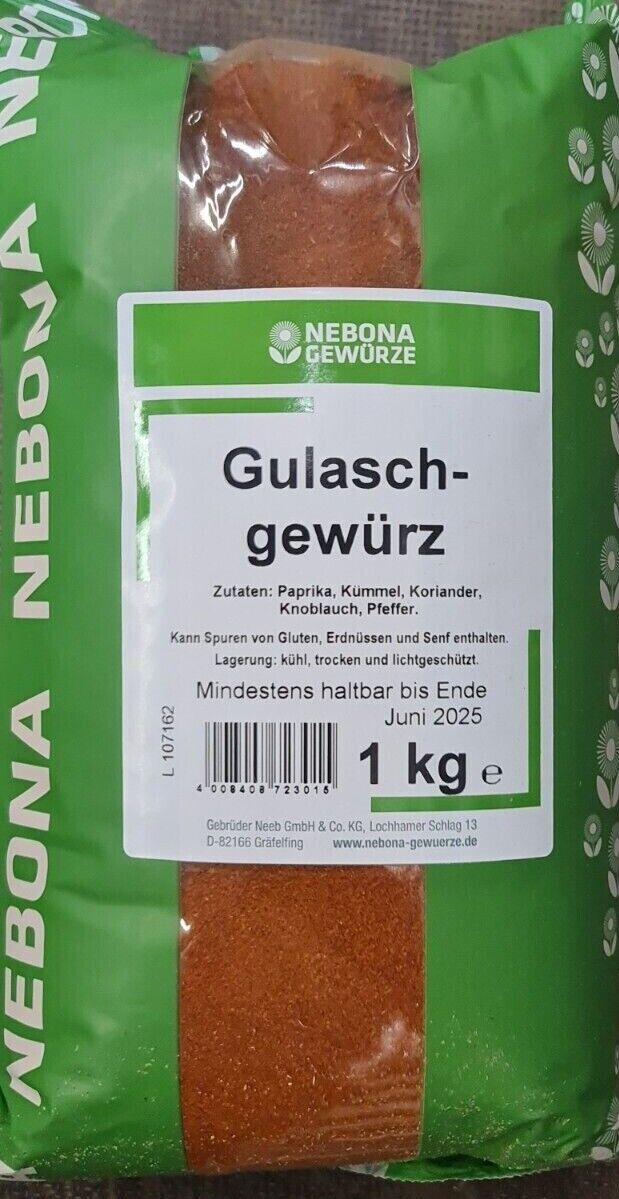 NEBONA NEBONA NEBONA NEBO
NEBONA
GEWÜRZE
Gulasch-
gewürz
Zutaten: Paprika, Kümmel, Koriander,
Knoblauch, Pfeffer.
Kann Spuren von Gluten, Erdnüssen und Senf enthalten.
Lagerung: kühl, trocken und lichtgeschützt.
Mindestens haltbar bis Ende
Juni 2025
L 107162
1 kg e
4 008408 723015
Gebrüder Neeb GmbH & Co. KG, Lochhamer Schlag 13
D-82166 Gräfelfing www.nebona-gewuerze.de